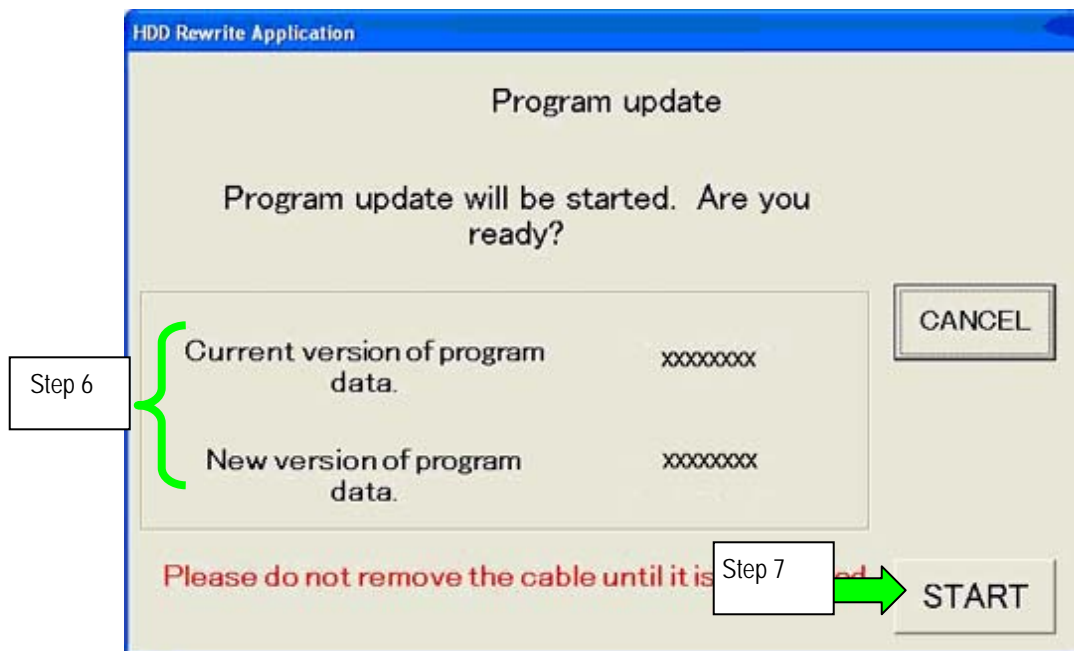 HDD Rewrite Application
Program update
Program update will be started. Are you
ready?
CANCEL
Current version of program
data.
xxxxxxxx
Step 6
New version of program
data.
xxxxxxxx
Please do not remove the cable until it is
Step 7
START